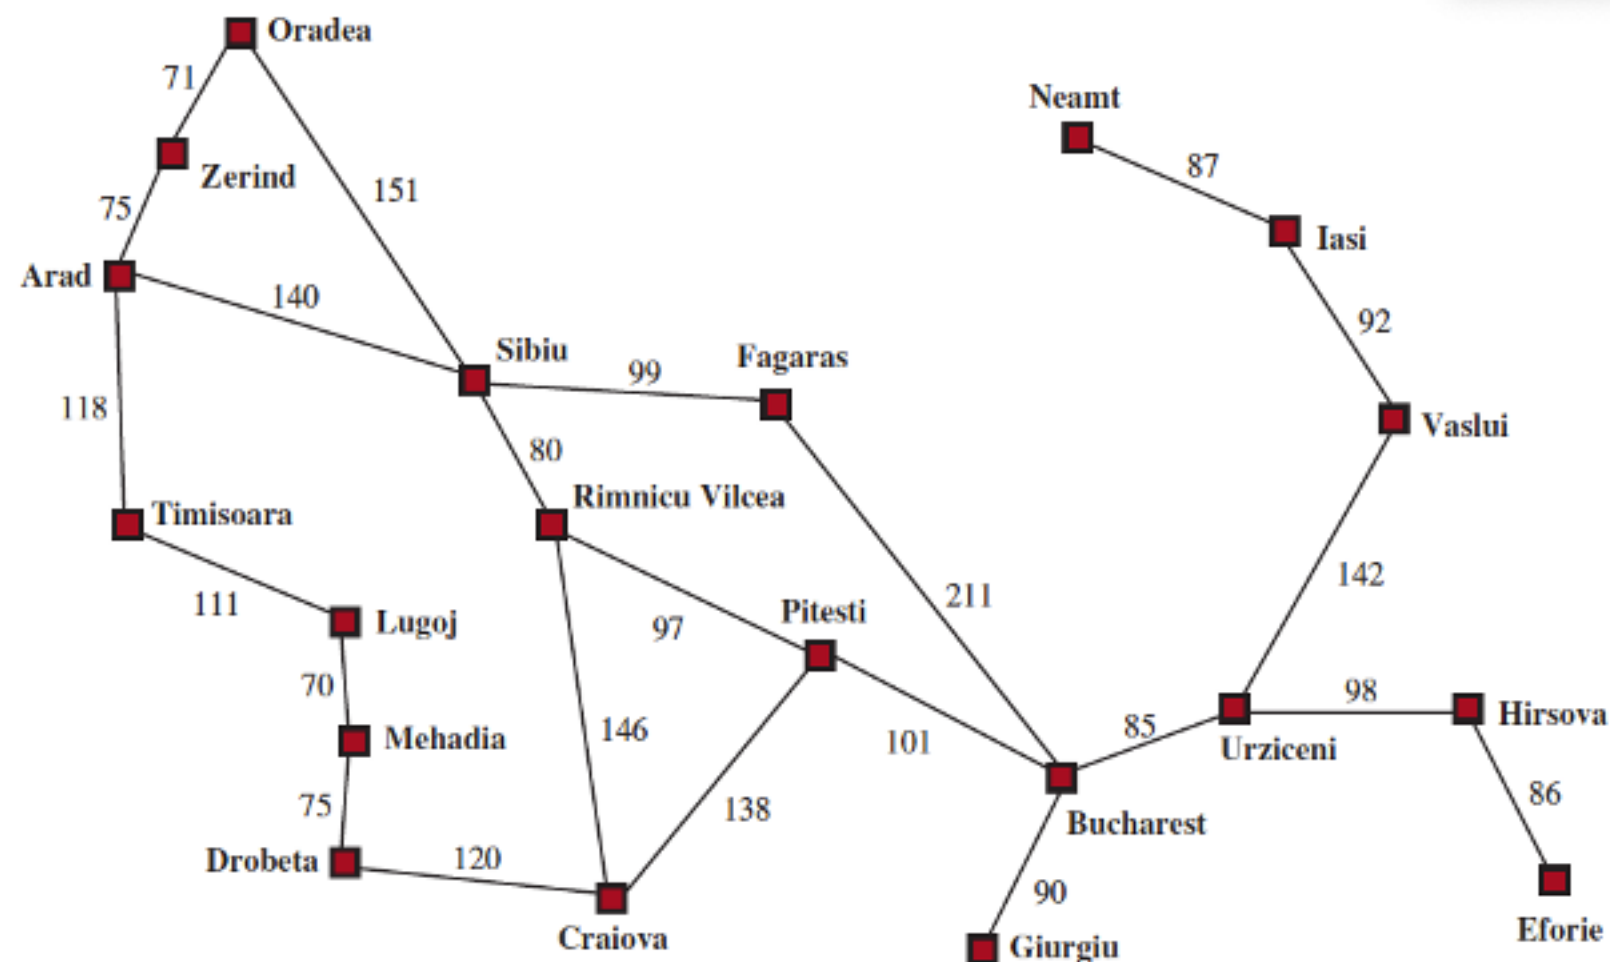 Oradea
71
Neamt
87
Zerind
151
75
Iasi
Arad
140
92
Sibiu
Fagaras
99
118
Vaslui
80
Rimnicu Vilcea
Timisoara
142
211
111
Pitesti
Lugoj
97
70
98
Hirsova
146
85
Mehadia
101
Urziceni
86
75
138
Bucharest
Drobeta
120
90
Eforie
Craiova
Giurgiu